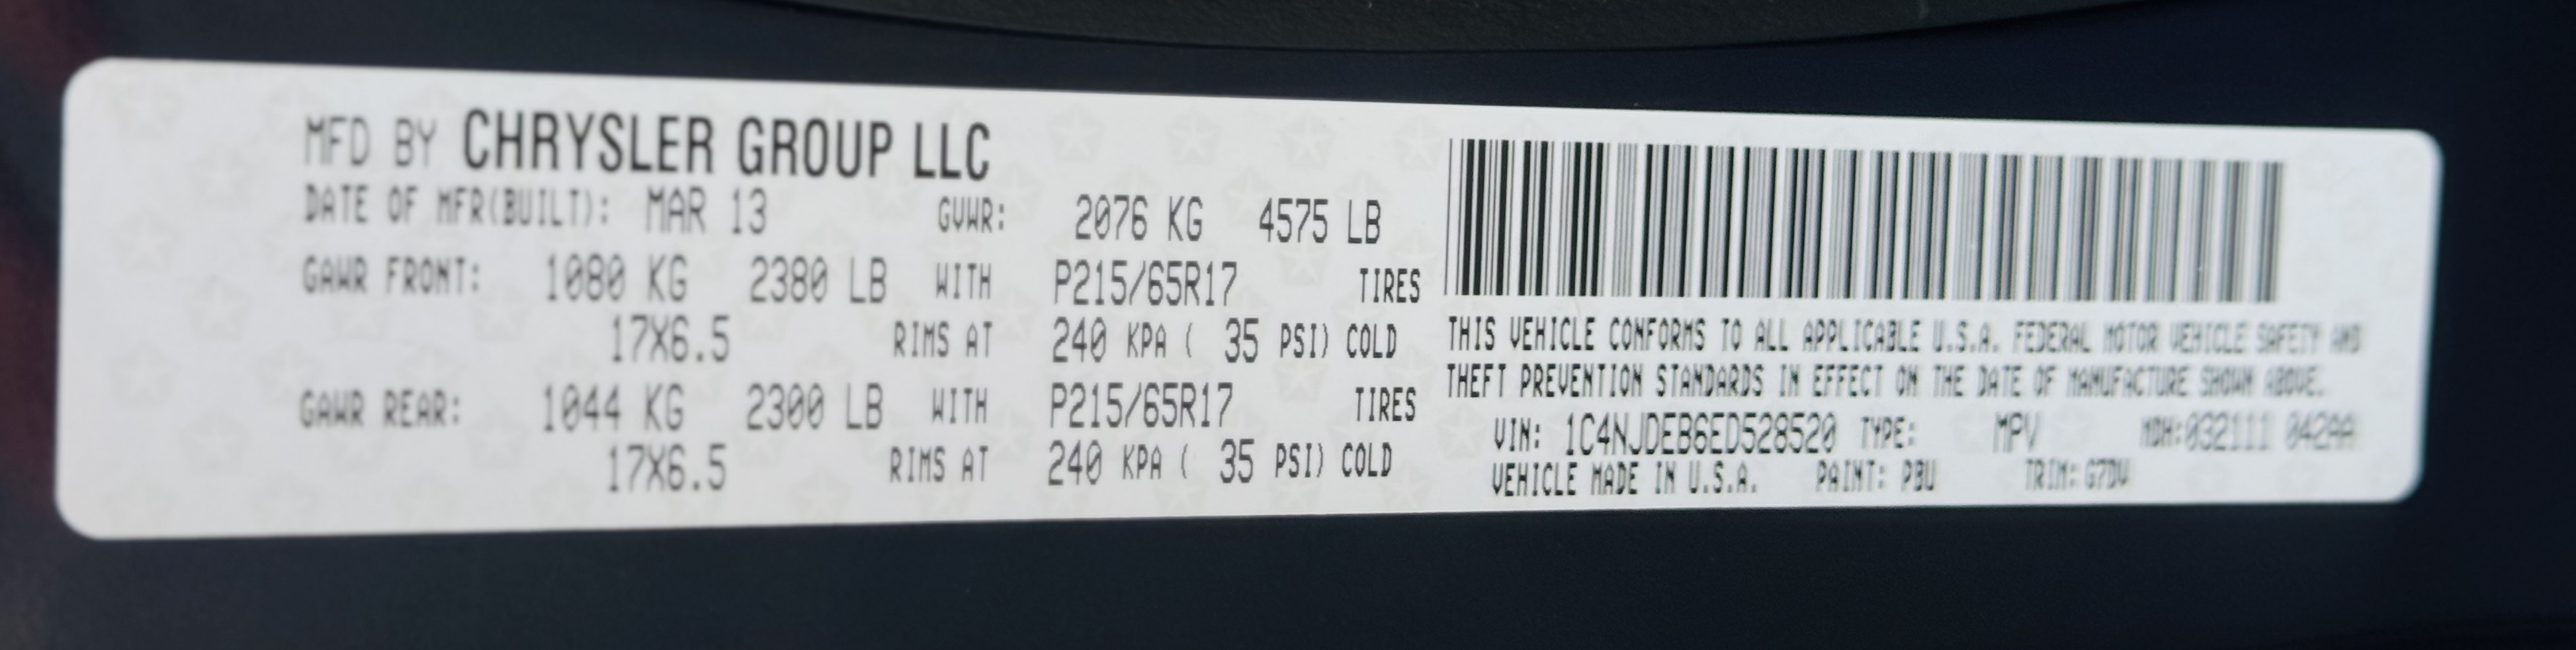 MFD BY CHRYSLER GROUP LLC
DATE OF MFR(BUILT): MAR 13 GVWR: 2076 KG 4575 LB
GAWR FRONT: 1080 KG 2380 LB WITH P215/65R17 TIRES
17X6.5 RIMS AT 240 KPA ( 35 PSI) COLD
GAWR REAR: 1044 KG 2300 LB WITH P215/65R17 TIRES
17X6.5 RIMS AT 240 KPA ( 35 PSI) COLD
THIS VEHICLE CONFORMS TO ALL APPLICABLE U.S.A. FEDERAL MOTOR VEHICLE SAFETY AND
THEFT PREVENTION STANDARDS IN EFFECT ON THE DATE OF MANUFACTURE SHOWN ABOVE.
VIN: 1C4NJDEB6ED528520 TYPE: MPV MDH:032111 042AA
VEHICLE MADE IN U.S.A. PAINT: PBU TRIM: G7DV